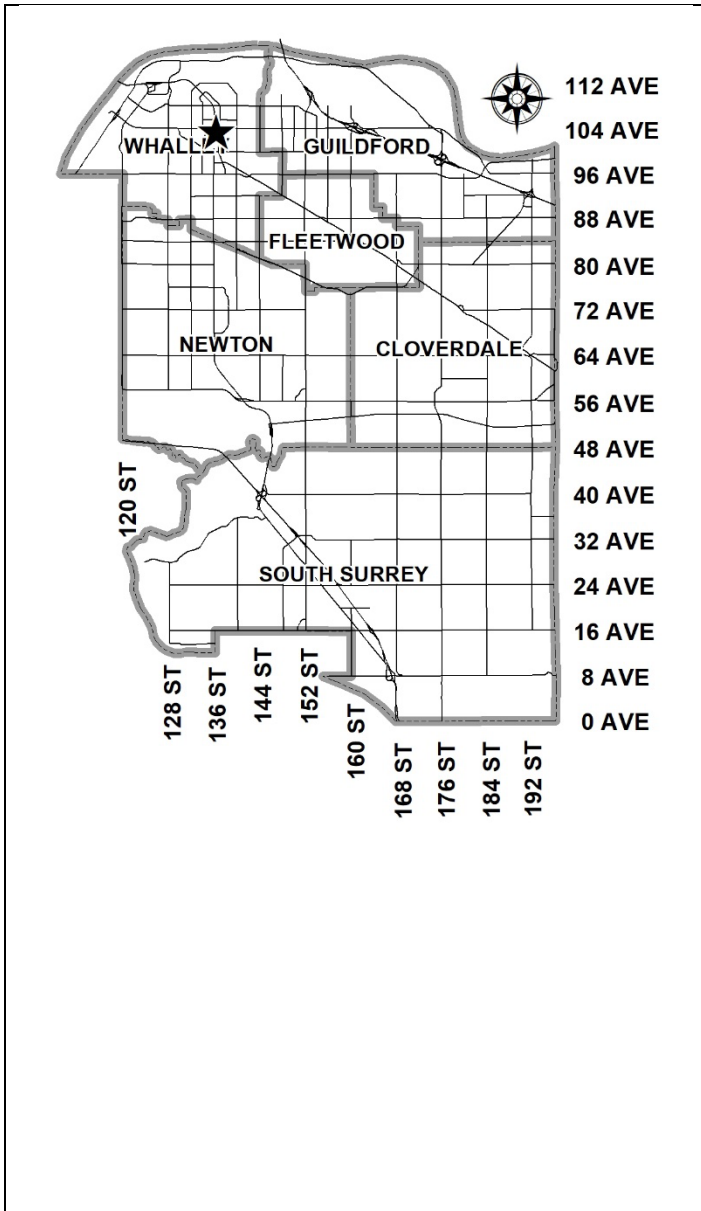 112 AVE
104 AVE
WHALLEY
GUILDFORD
96 AVE
88 AVE
FLEETWOOD
80 AVE
72 AVE
NEWTON
CLOVERDALE
64 AVE
56 AVE
48 AVE
120 ST
40 AVE
32 AVE
SOUTH SURREY
24 AVE
16 AVE
8 AVE
0 AVE
128 ST
136 ST
144 ST
152 ST
160 ST
168 ST
176 ST
184 ST
192 ST